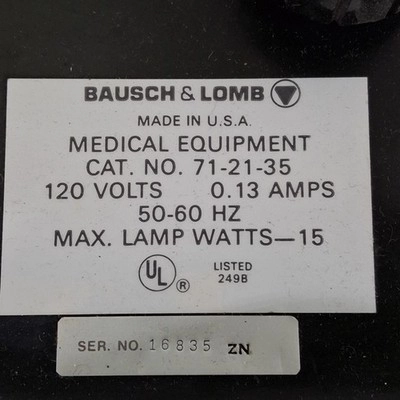 BAUSCH & LOMB
MADE IN U.S.A.
MEDICAL EQUIPMENT
CAT. NO. 71-21-35
120 VOLTS 0.13 AMPS
50-60 HZ
MAX. LAMP WATTS—15
UL ® LISTED
249B
SER. NO. 16835 ZN